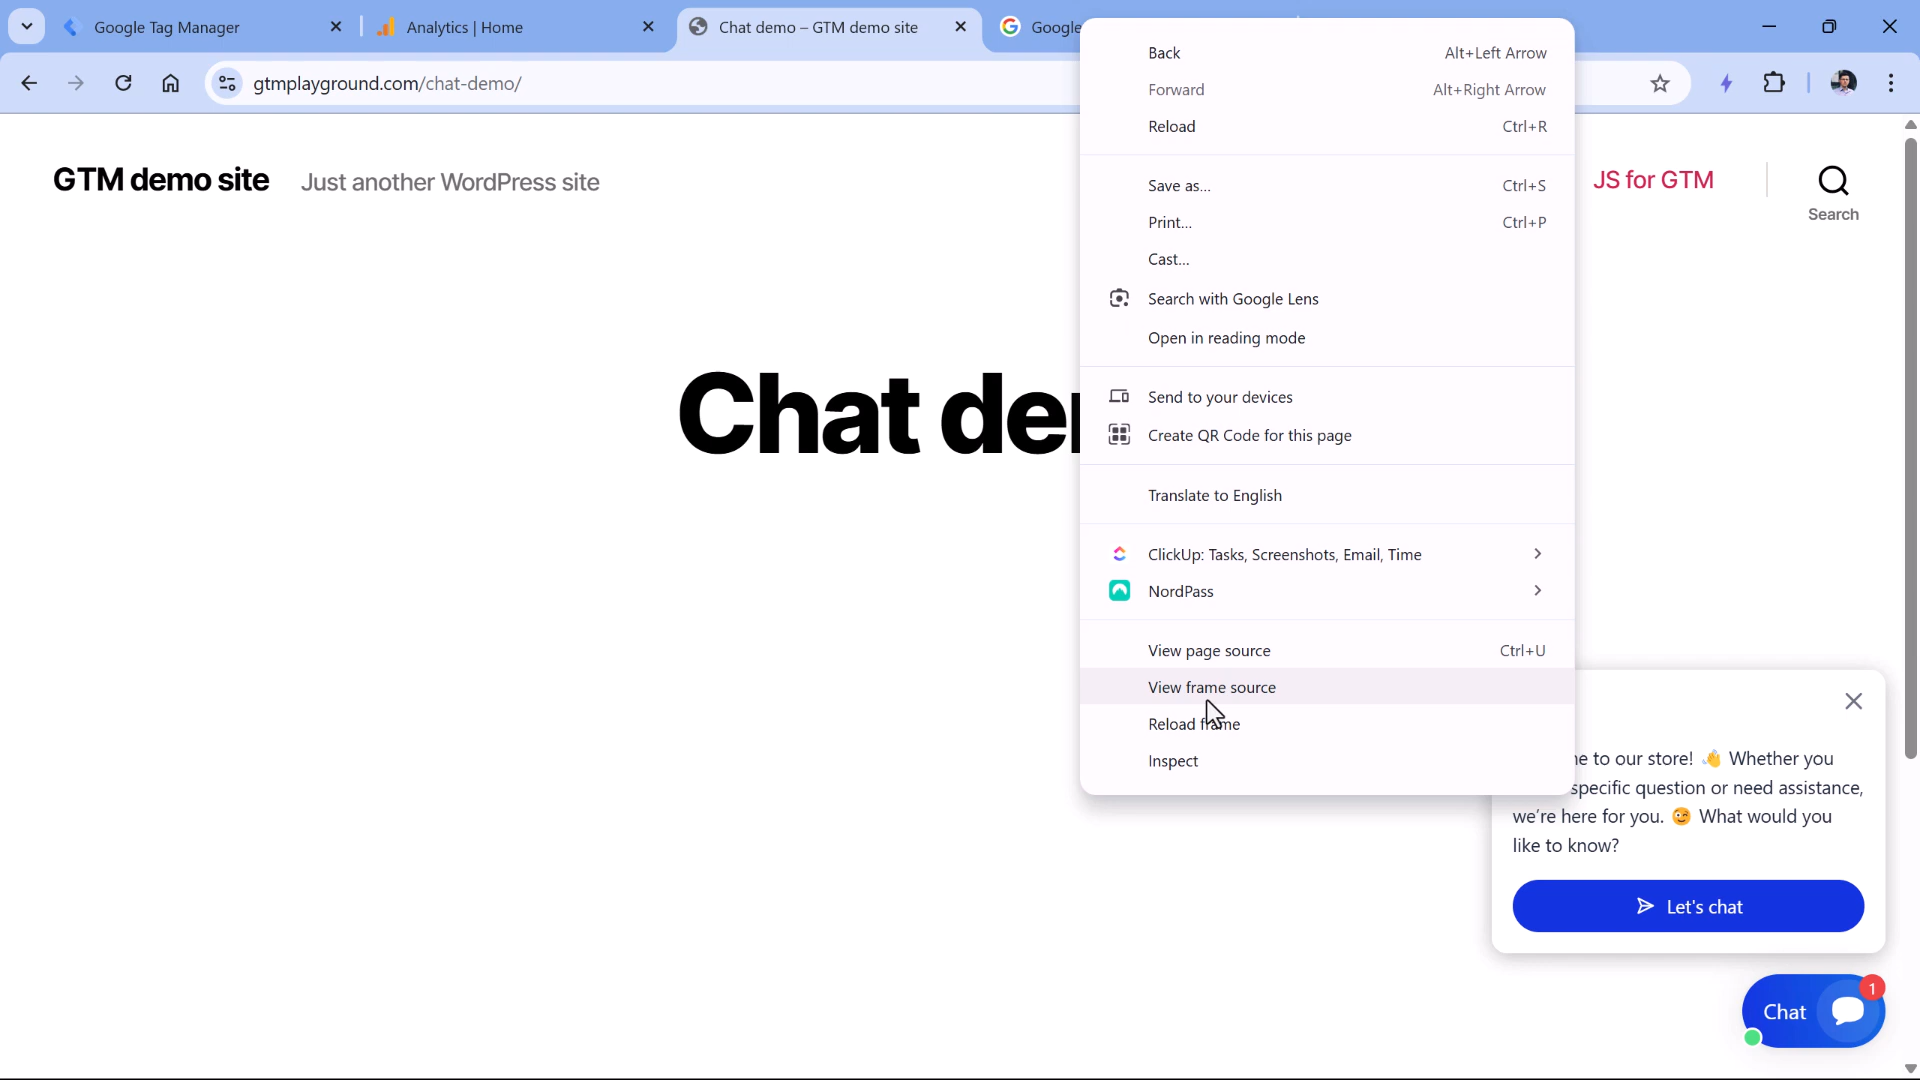 Google Tag Manager
Analytics | Home
Chat demo – GTM demo site
Google
gtmplayground.com/chat-demo/
GTM demo site
Just another WordPress site
JS for GTM
Search
Chat
Back Alt+Left Arrow
Forward Alt+Right Arrow
Reload Ctrl+R
Save as... Ctrl+S
Print... Ctrl+P
Cast...
Search with Google Lens
Open in reading mode
Send to your devices
Create QR Code for this page
Translate to English
ClickUp: Tasks, Screenshots, Email, Time
NordPass
View page source Ctrl+U
View frame source
Reload frame
Inspect
to our store! 👋 Whether you
specific question or need assistance,
we're here for you. 😉 What would you
like to know?
Let's chat
Chat
1